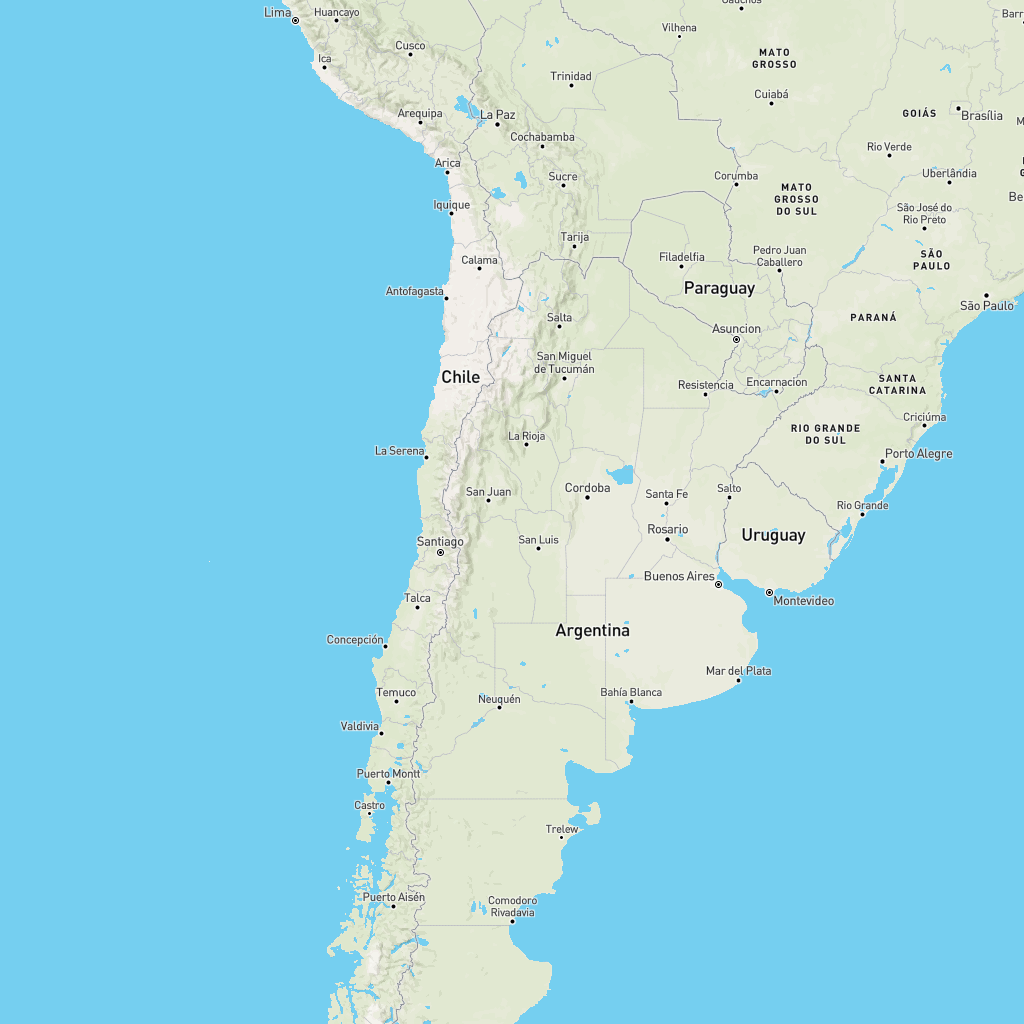 Lima
Huancayo
Cusco
Ica
Arequipa
La Paz
Trinidad
Vilhena
MATO
GROSSO
Cuiabá
GOIÁS
Brasília
Cochabamba
Arica
Sucre
Corumba
Rio Verde
Uberlândia
MATO
GROSSO
DO SUL
São José do
Rio Preto
Iquique
Tarija
Calama
Filadelfia
Pedro Juan
Caballero
SÃO
PAULO
Antofagasta
Paraguay
São Paulo
Salta
Asuncion
PARANÁ
San Miguel
de Tucumán
Chile
Resistencia
Encarnacion
SANTA
CATARINA
Criciúma
La Rioja
RIO GRANDE
DO SUL
La Serena
Porto Alegre
San Juan
Cordoba
Santa Fe
Salto
Rio Grande
Santiago
San Luis
Rosario
Uruguay
Buenos Aires
Montevideo
Talca
Argentina
Concepción
Mar del Plata
Temuco
Neuquén
Bahía Blanca
Valdivia
Puerto Montt
Castro
Trelew
Puerto Aisén
Comodoro
Rivadavia